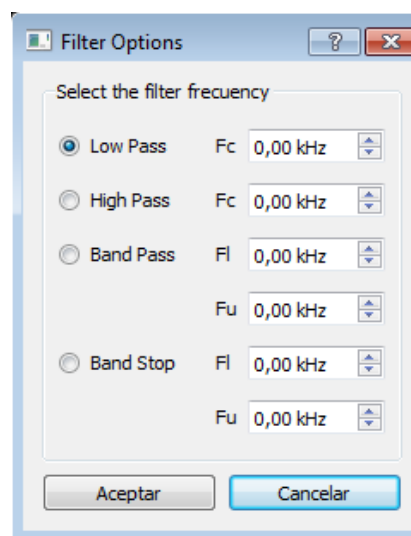 Filter Options
Select the filter frecuency
Low Pass Fc 0,00 kHz
High Pass Fc 0,00 kHz
Band Pass Fl 0,00 kHz
Fu 0,00 kHz
Band Stop Fl 0,00 kHz
Fu 0,00 kHz
Aceptar Cancelar